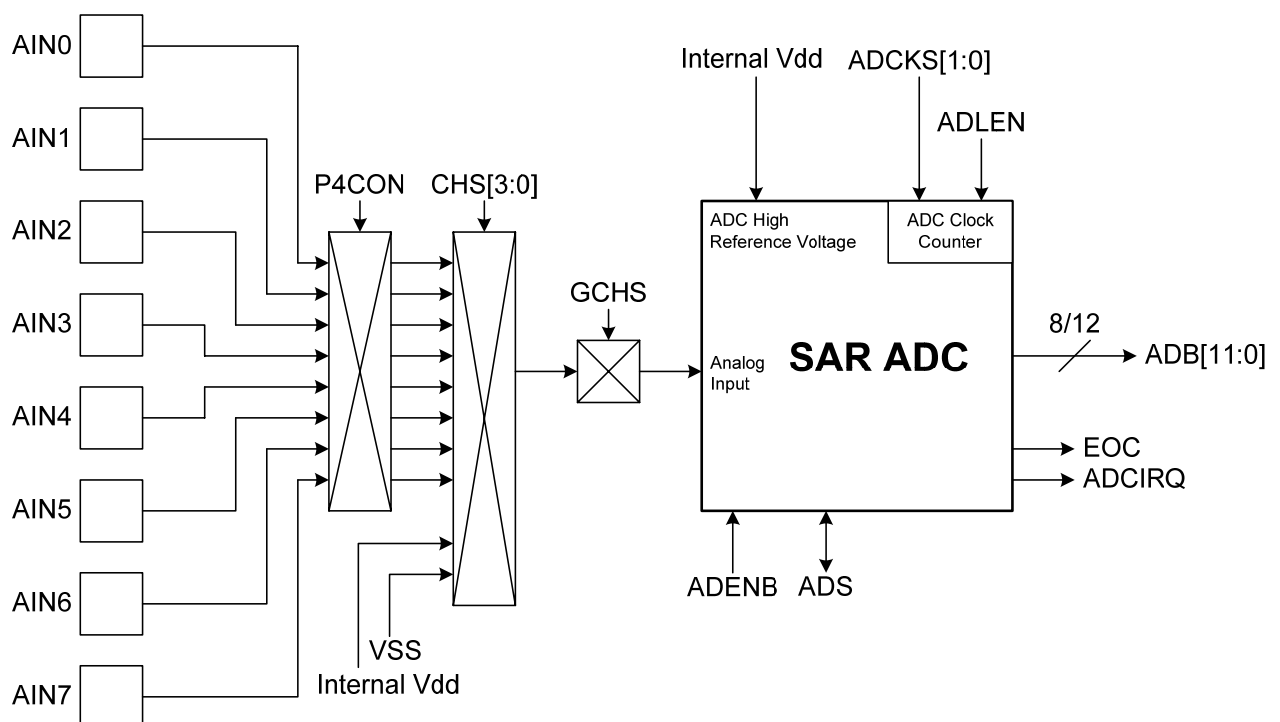 AIN0
AIN1
AIN2
AIN3
AIN4
AIN5
AIN6
AIN7
P4CON
CHS[3:0]
VSS
Internal Vdd
GCHS
Internal Vdd
ADCKS[1:0]
ADLEN
ADC High
Reference Voltage
ADC Clock
Counter
Analog
Input
SAR ADC
8/12
ADB[11:0]
EOC
ADCIRQ
ADENB
ADS